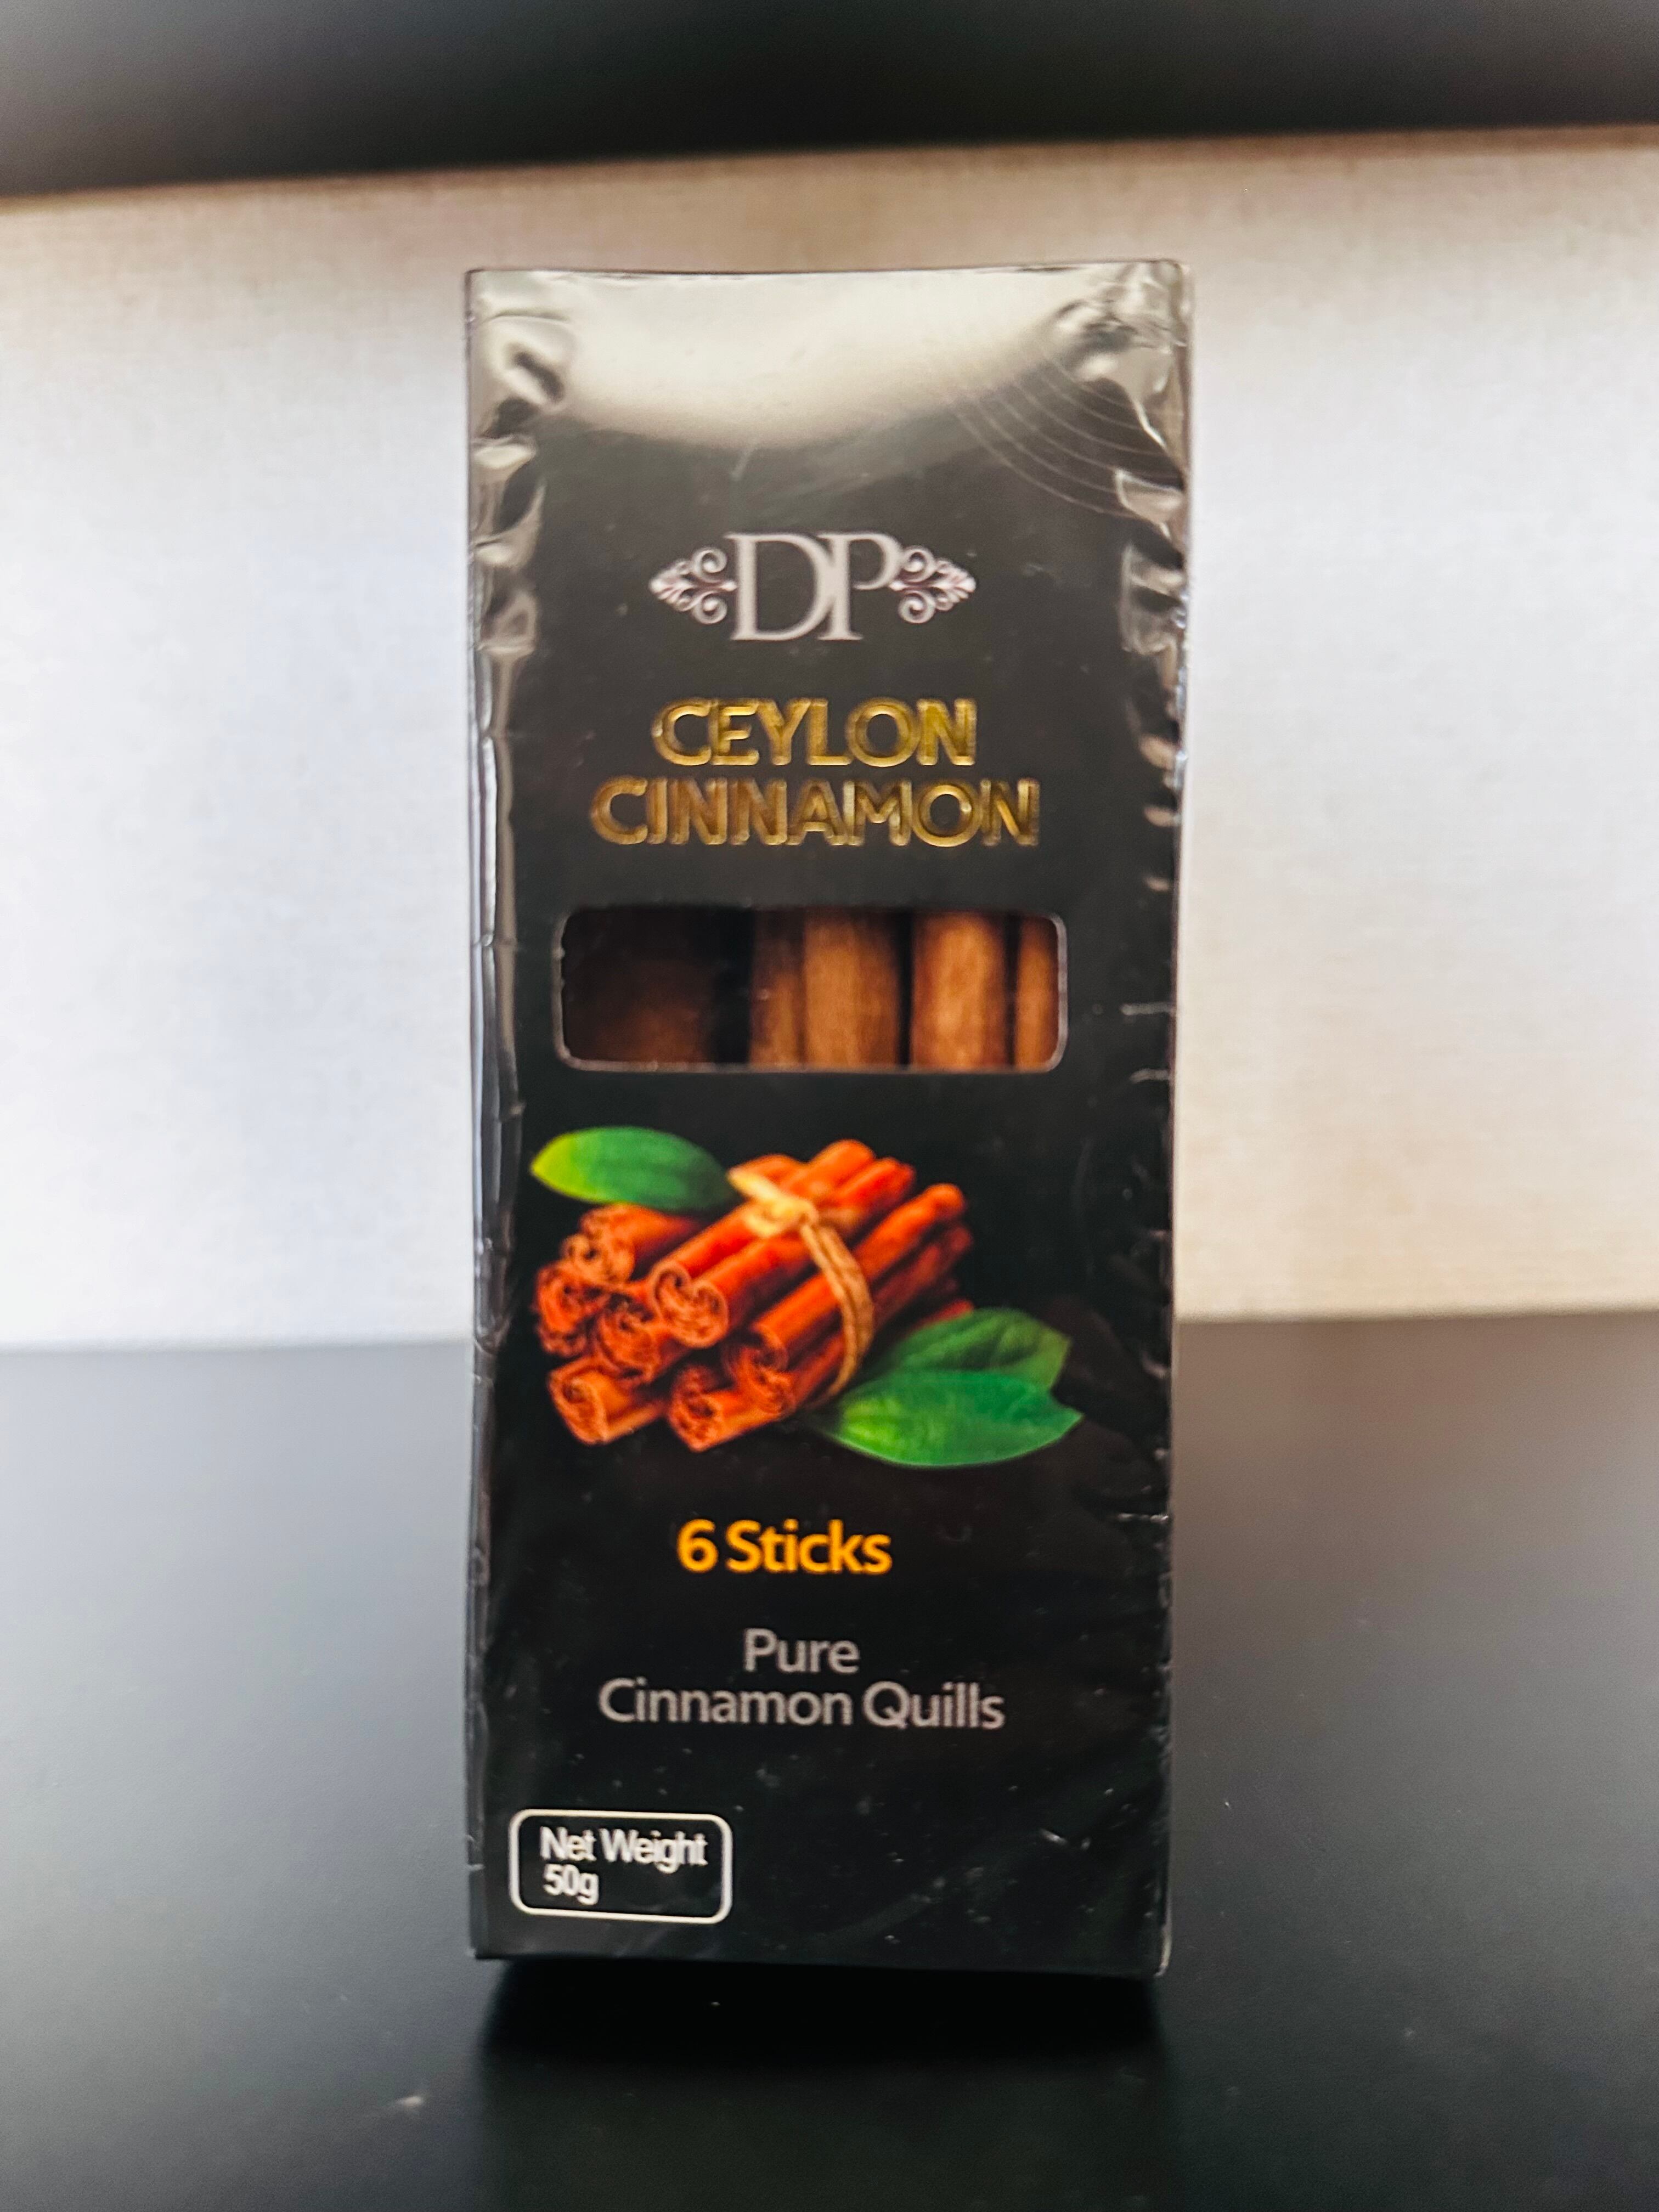 DP
CEYLON
CINNAMON
6 Sticks
Pure
Cinnamon Quills
Net Weight
50g